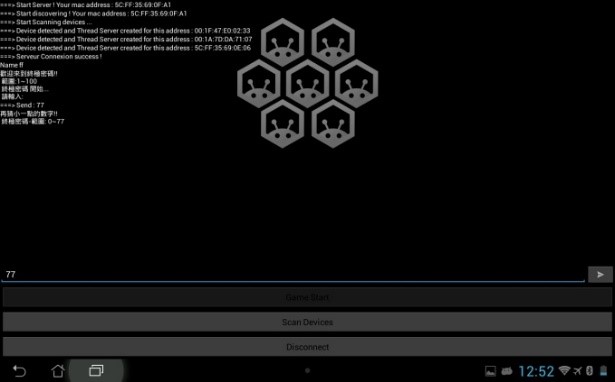 ===> Start Server ! Your mac address : 5C:FF:35:69:0F:A1
===> Start discovering ! Your mac address : 5C:FF:35:69:0F:A1
===> Start Scanning devices ...
===> Device detected and Thread Server created for this address : 00:1F:47:E0:02:33
===> Device detected and Thread Server created for this address : 00:1A:7D:DA:71:07
===> Device detected and Thread Server created for this address : 5C:FF:35:69:0E:06
===> Serveur Connexion success !
Name ff
歡迎來到終極密碼!!
範圍:1~100
終極密碼 開始...
請輸入:
===> Send : 77
再猜小一點的數字!!
終極密碼-範圍: 0~77
77
Game Start
Scan Devices
Disconnect
12:52